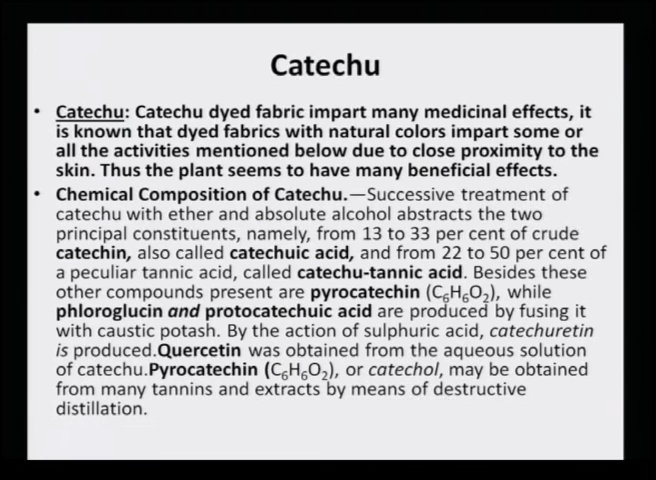 Catechu
• Catechu: Catechu dyed fabric impart many medicinal effects, it
is known that dyed fabrics with natural colors impart some or
all the activities mentioned below due to close proximity to the
skin. Thus the plant seems to have many beneficial effects.
• Chemical Composition of Catechu.—Successive treatment of
catechu with ether and absolute alcohol abstracts the two
principal constituents, namely, from 13 to 33 per cent of crude
catechin, also called catechuic acid, and from 22 to 50 per cent of
a peculiar tannic acid, called catechu-tannic acid. Besides these
other compounds present are pyrocatechin (C₆H₆O₂), while
phloroglucin and protocatechuic acid are produced by fusing it
with caustic potash. By the action of sulphuric acid, catechuretin
is produced.Quercetin was obtained from the aqueous solution
of catechu.Pyrocatechin (C₆H₆O₂), or catechol, may be obtained
from many tannins and extracts by means of destructive
distillation.